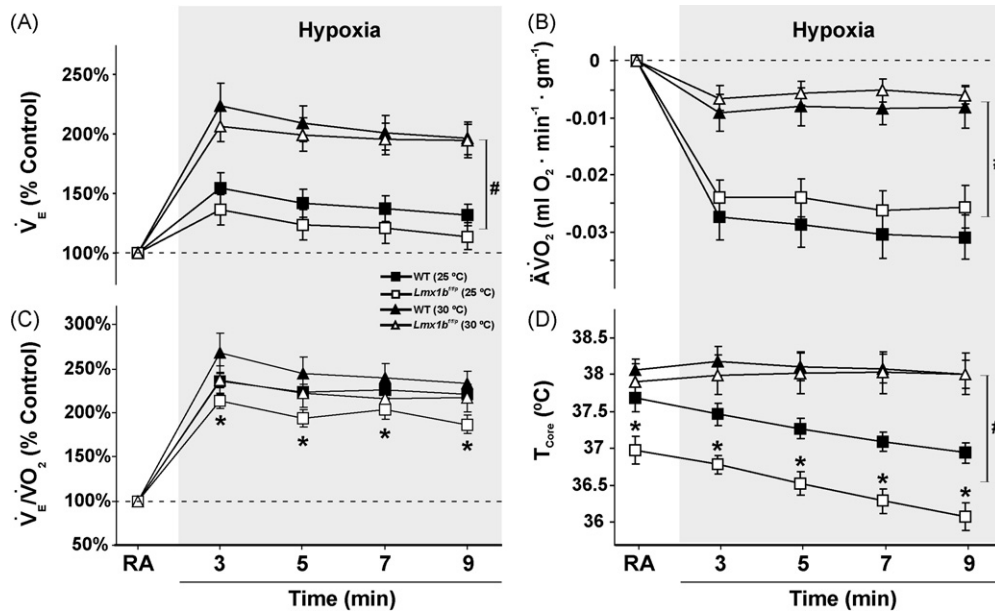 (A)
Hypoxia
V̇E (% Control)
250%
200%
150%
100%
#
(B)
Hypoxia
ÄV̇O2 (ml O2 · min-1 · gm-1)
0
-0.01
-0.02
-0.03
WT (25 ºC)
Lmx1bf/f/p (25 ºC)
WT (30 ºC)
Lmx1bf/f/p (30 ºC)
(C)
V̇E/V̇O2 (% Control)
300%
250%
200%
150%
100%
50%
* * * *
RA 3 5 7 9
Time (min)
(D)
TCore (ºC)
38.5
38
37.5
37
36.5
36
* * * * *
RA 3 5 7 9
Time (min)